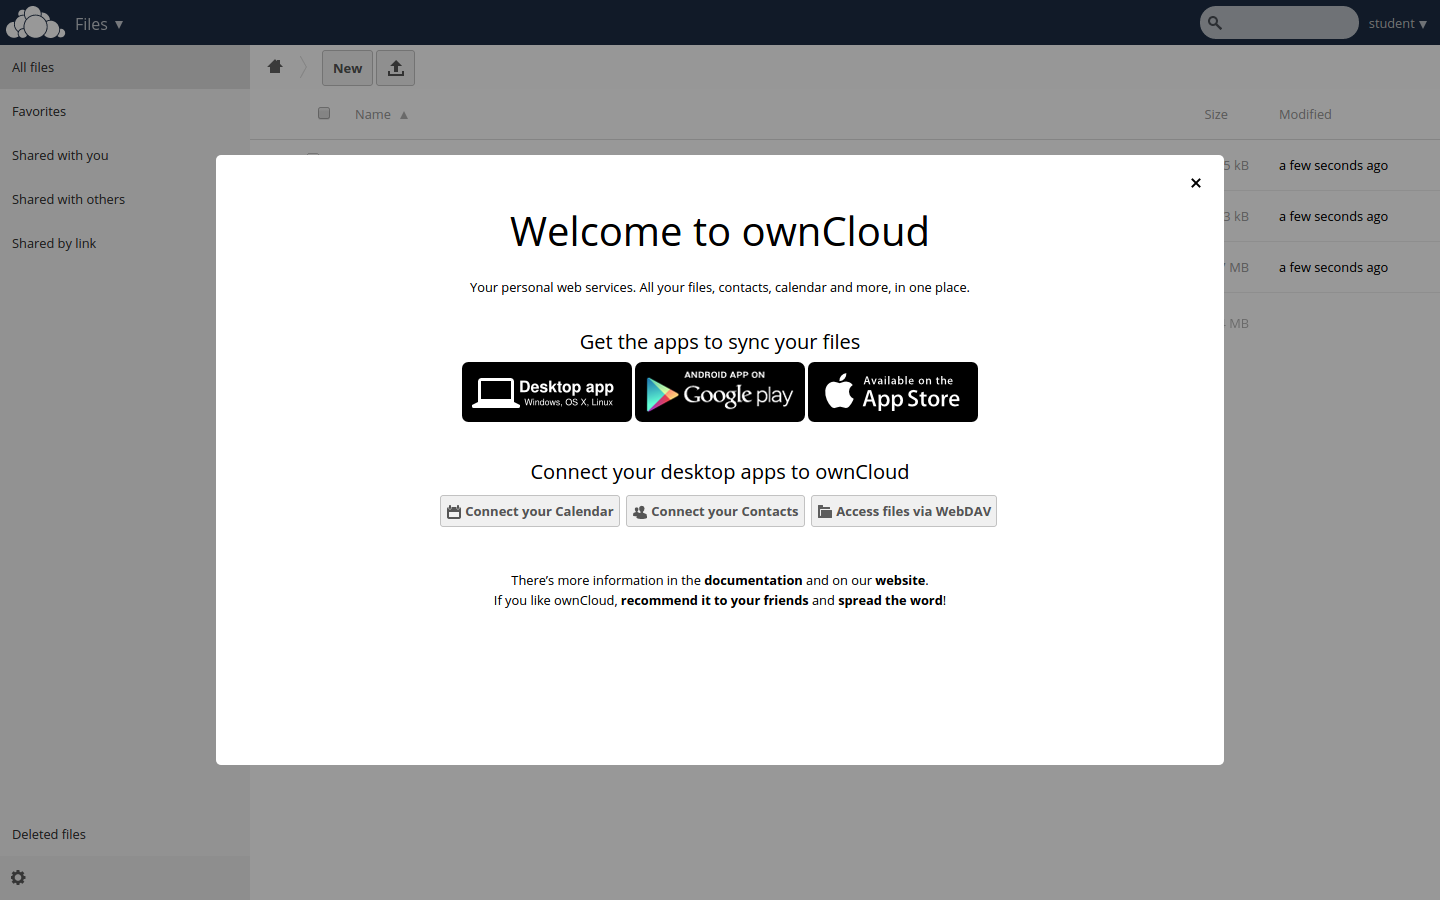 Files ▼
student ▼
All files
Favorites
Shared with you
Shared with others
Shared by link
Deleted files
New
Name ▲ Size Modified
5 kB a few seconds ago
3 kB a few seconds ago
MB a few seconds ago
MB
×
Welcome to ownCloud
Your personal web services. All your files, contacts, calendar and more, in one place.
Get the apps to sync your files
Desktop app
Windows, OS X, Linux
ANDROID APP ON
Google play
Available on the
App Store
Connect your desktop apps to ownCloud
Connect your Calendar
Connect your Contacts
Access files via WebDAV
There’s more information in the documentation and on our website.
If you like ownCloud, recommend it to your friends and spread the word!